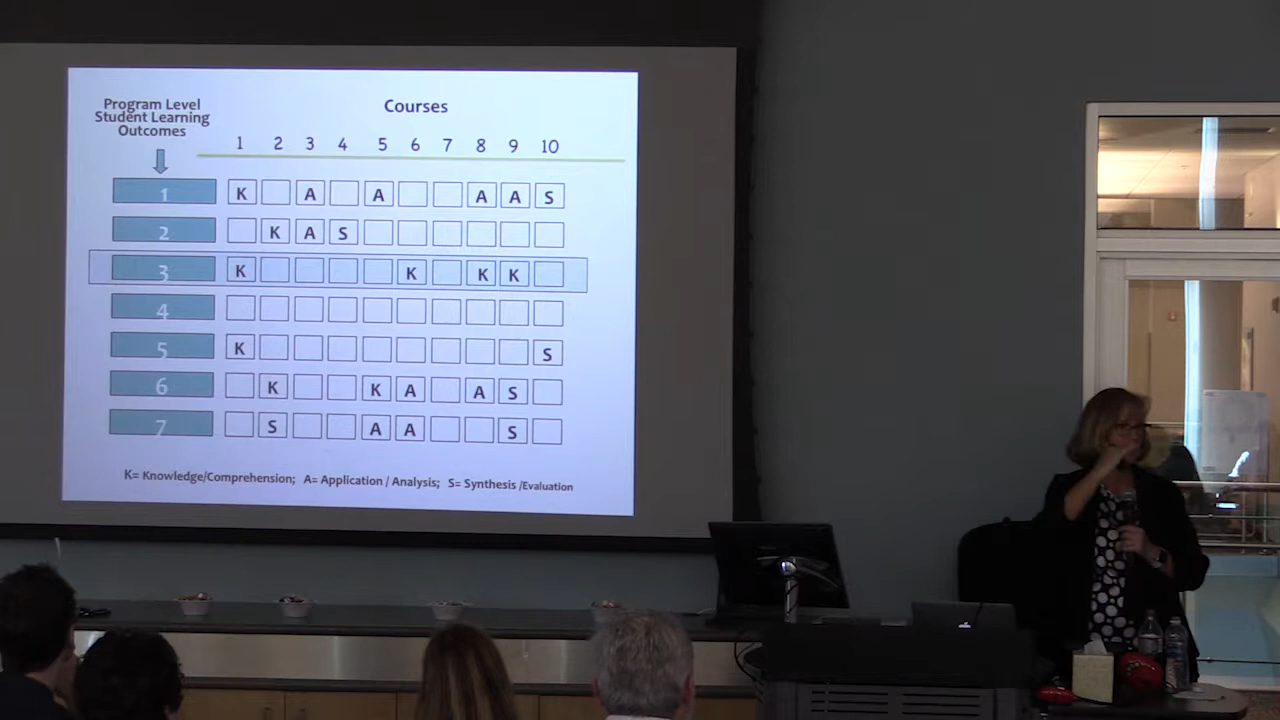 Program Level
Student Learning
Outcomes
Courses
1 2 3 4 5 6 7 8 9 10
1 K A A A A S
2 K A S
3 K K K K
4
5 K S
6 K K A A S
7 S A A S
K= Knowledge/Comprehension; A= Application / Analysis; S= Synthesis /Evaluation